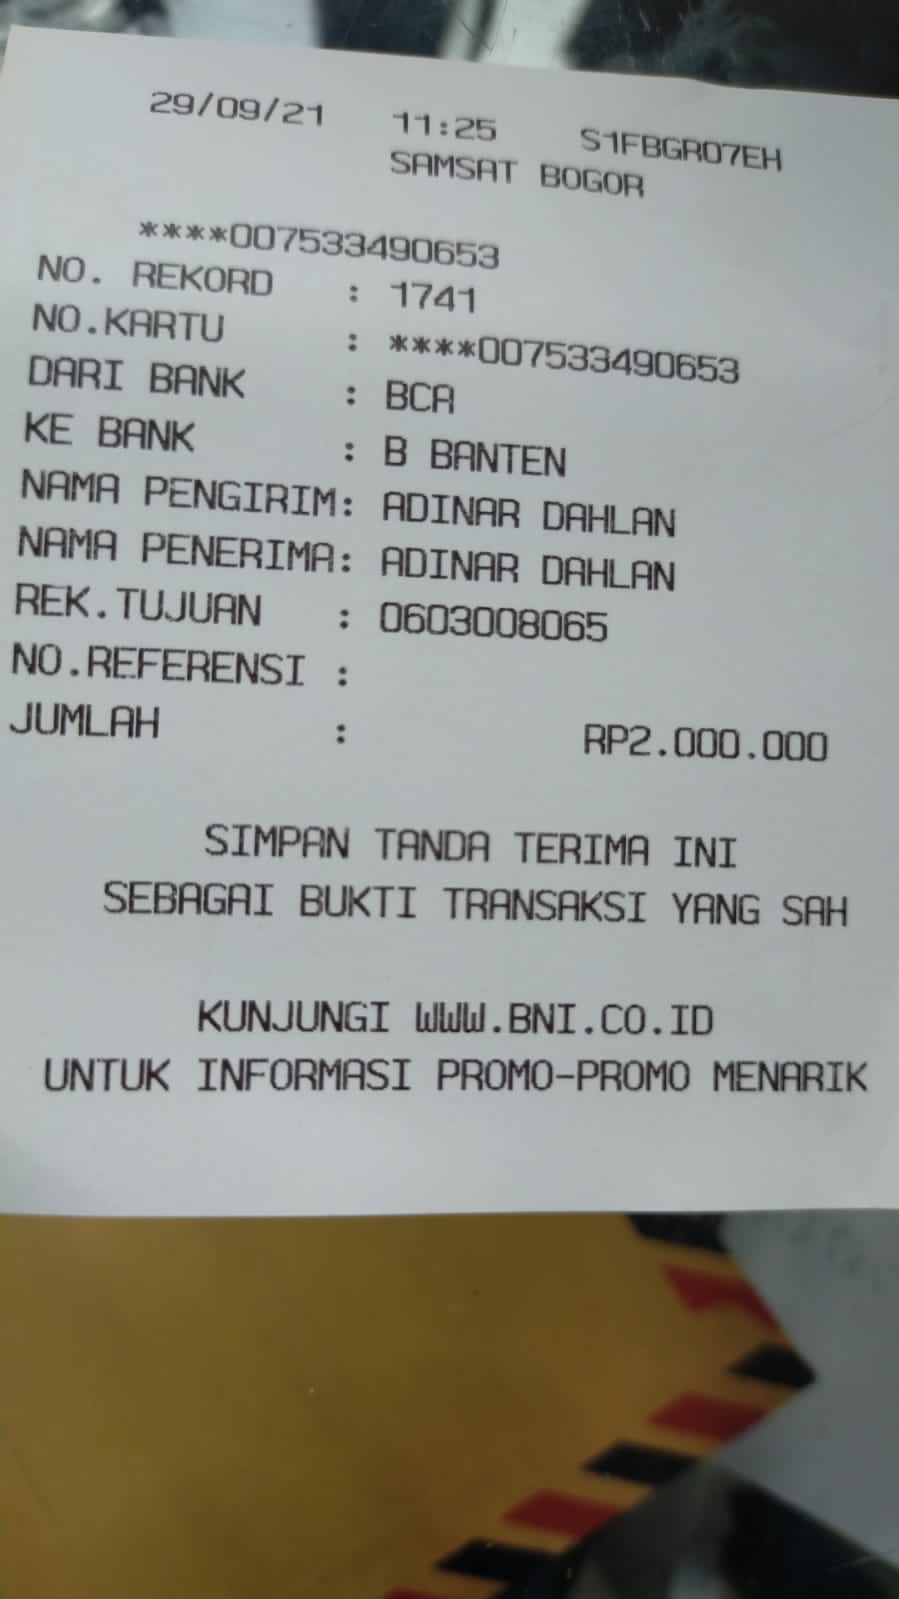 29/09/21 11:25 S1FBGR07EH
SAMSAT BOGOR
****007533490653
NO. REKORD : 1741
NO.KARTU : ****007533490653
DARI BANK : BCA
KE BANK : B BANTEN
NAMA PENGIRIM: ADINAR DAHLAN
NAMA PENERIMA: ADINAR DAHLAN
REK.TUJUAN : 0603008065
NO.REFERENSI :
JUMLAH : RP2.000.000
SIMPAN TANDA TERIMA INI
SEBAGAI BUKTI TRANSAKSI YANG SAH
KUNJUNGI WWW.BNI.CO.ID
UNTUK INFORMASI PROMO-PROMO MENARIK